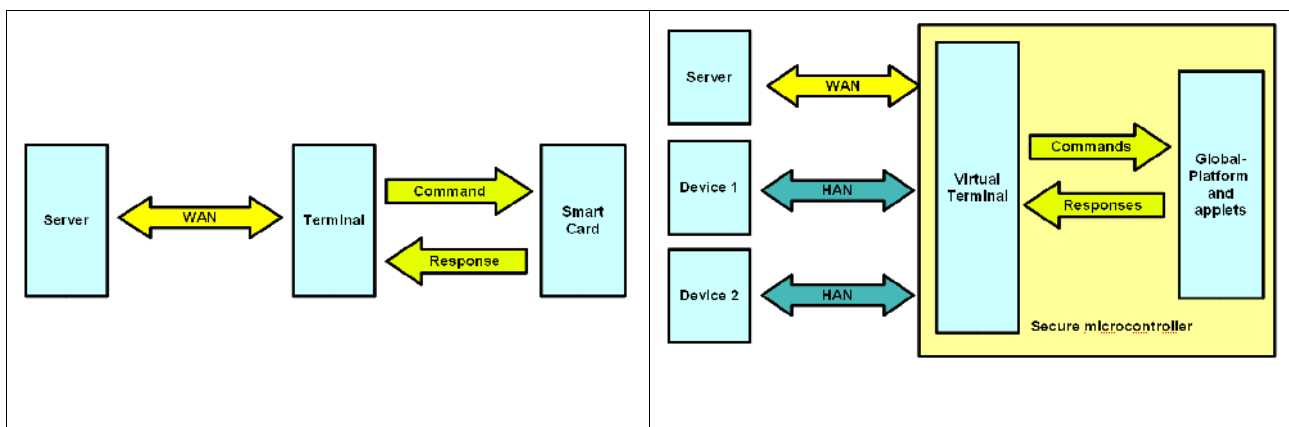 Server
WAN
Terminal
Command
Response
Smart
Card
Server
WAN
Device 1
HAN
Device 2
HAN
Virtual
Terminal
Commands
Responses
Global-
Platform
and
applets
Secure microcontroller